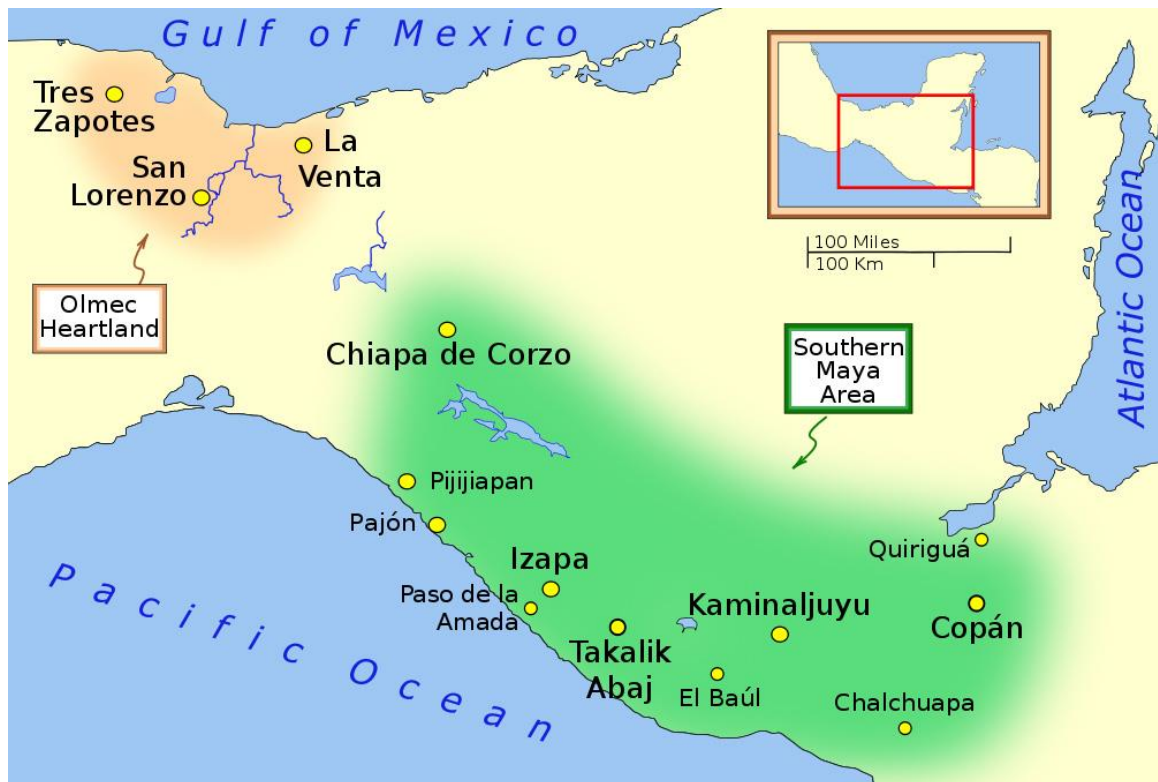 Gulf of Mexico
Tres
Zapotes
La
Venta
San
Lorenzo
Olmec
Heartland
100 Miles
100 Km
Atlantic Ocean
Chiapa de Corzo
Southern
Maya
Area
Pijijiapan
Pajón
Quiriguá
Izapa
Paso de la
Amada
Kaminaljuyu
Copán
Takalik
Abaj
El Baúl
Chalchuapa
Pacific Ocean